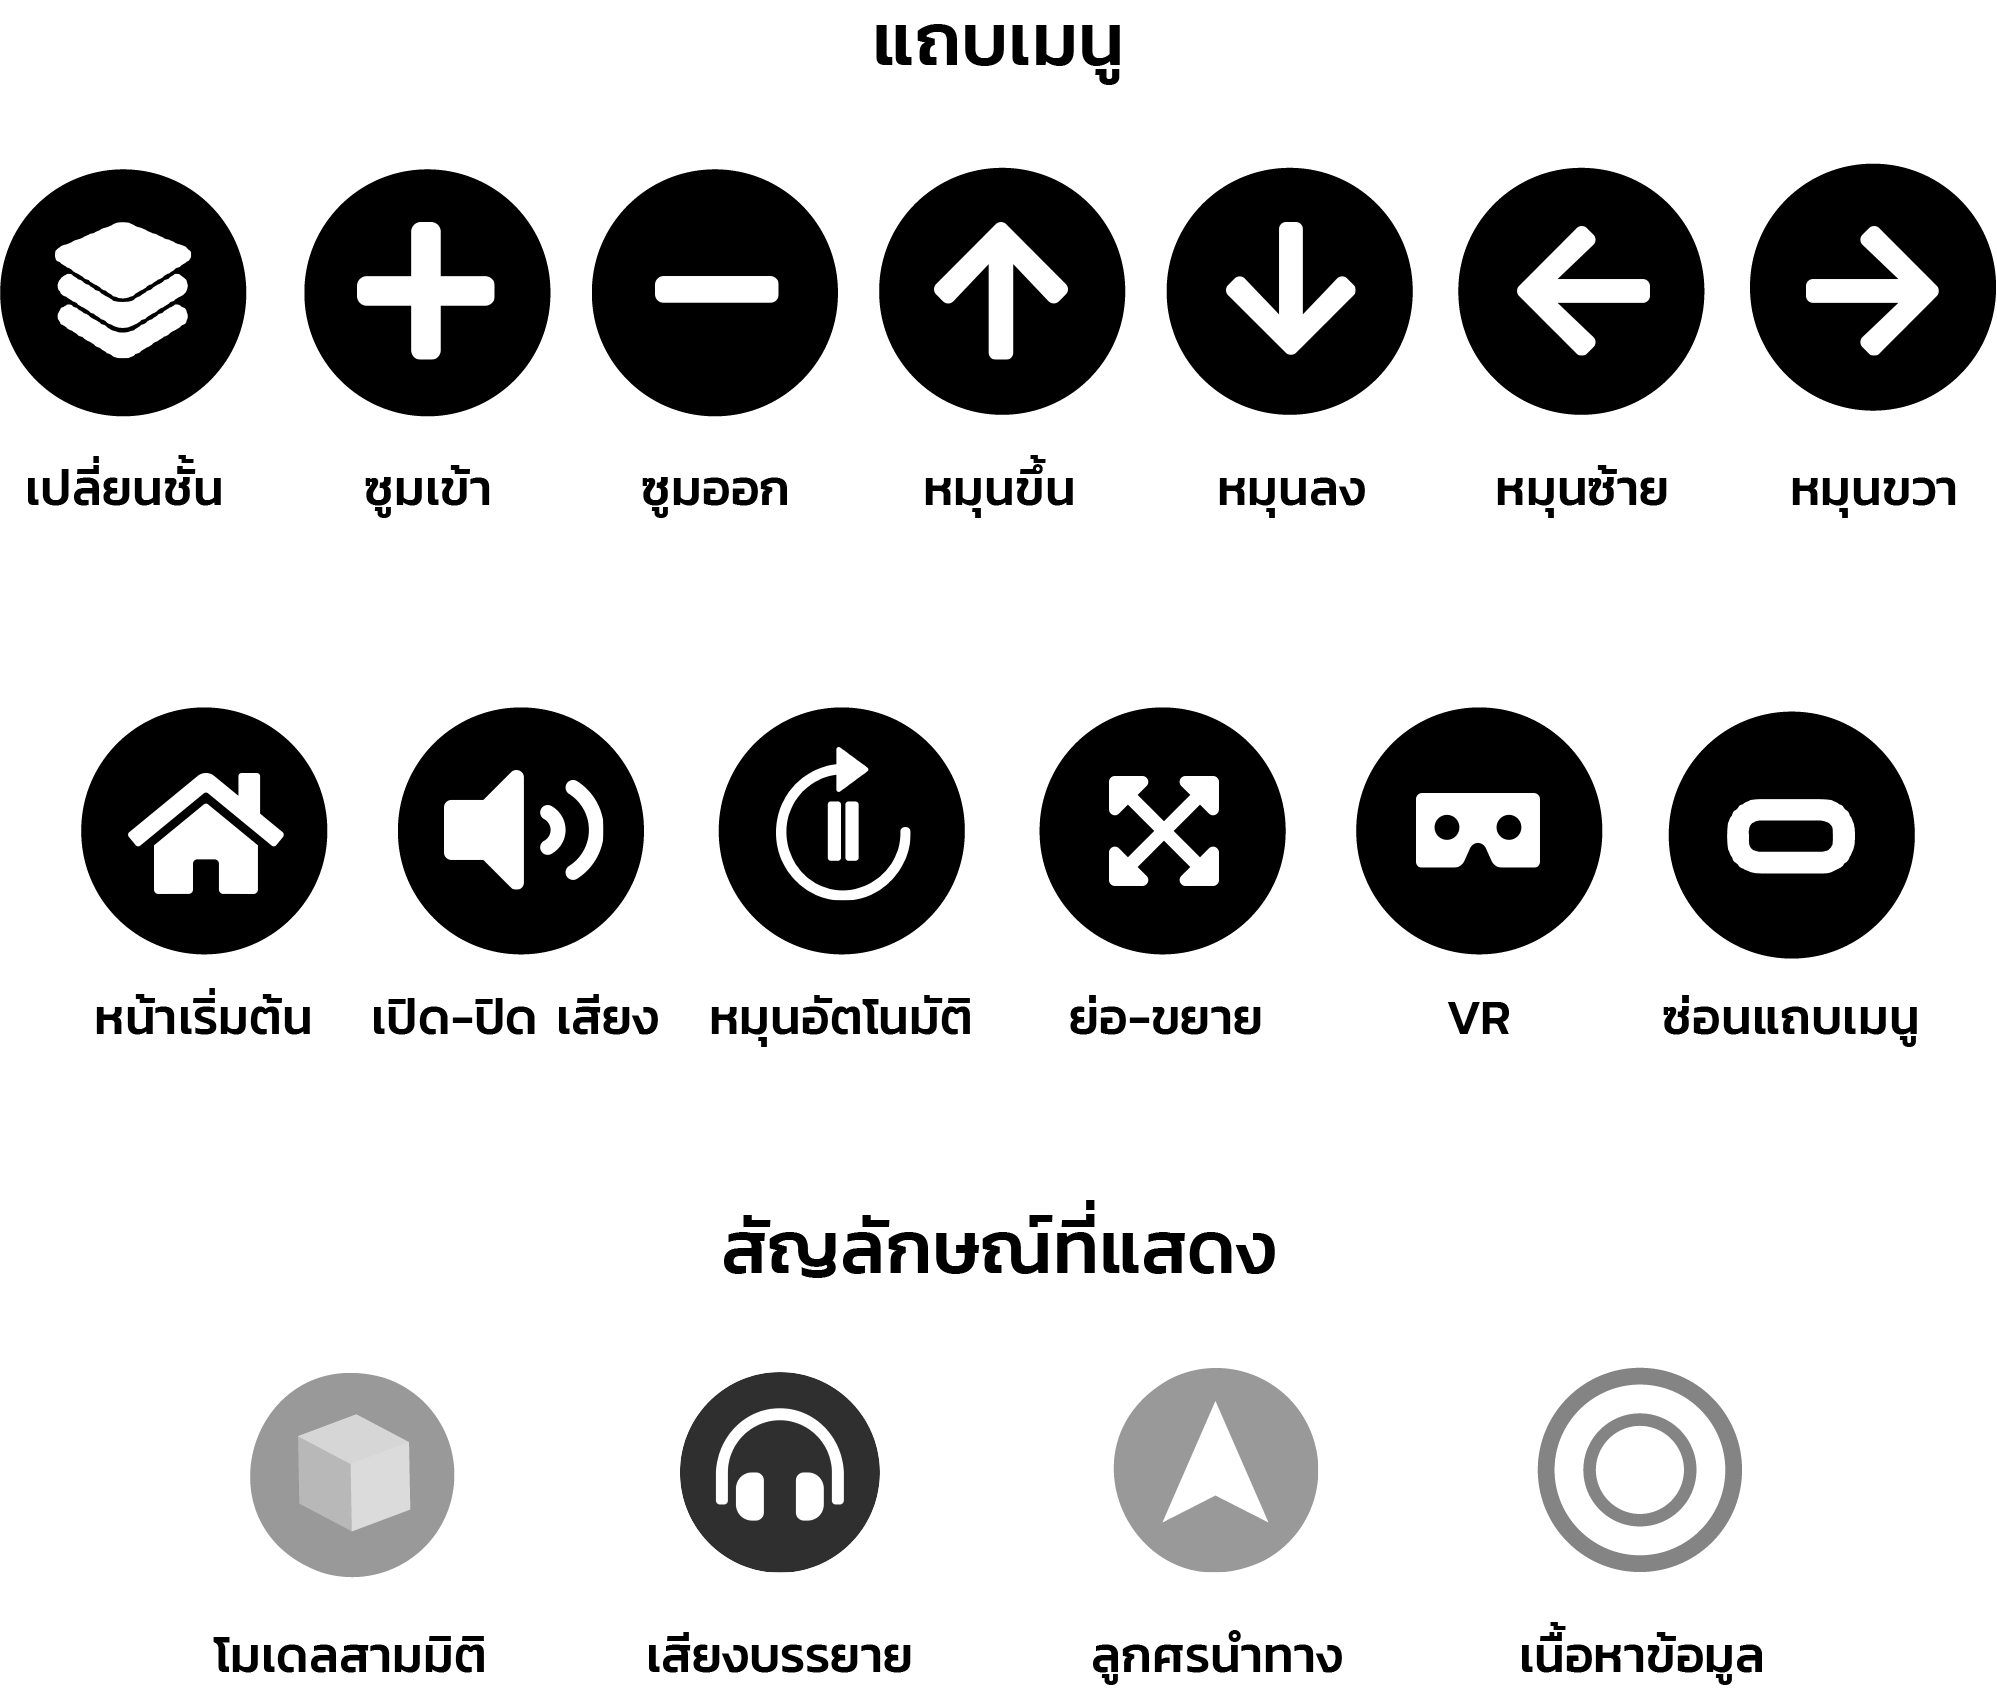 แถบเมนู
เปลี่ยนชั้น ซูมเข้า ซูมออก หมุนขึ้น หมุนลง หมุนซ้าย หมุนขวา
หน้าเริ่มต้น เปิด-ปิด เสียง หมุนอัตโนมัติ ย่อ-ขยาย VR ซ่อนแถบเมนู
สัญลักษณ์ที่แสดง
โมเดลสามมิติ เสียงบรรยาย ลูกศรนำทาง เนื้อหาข้อมูล